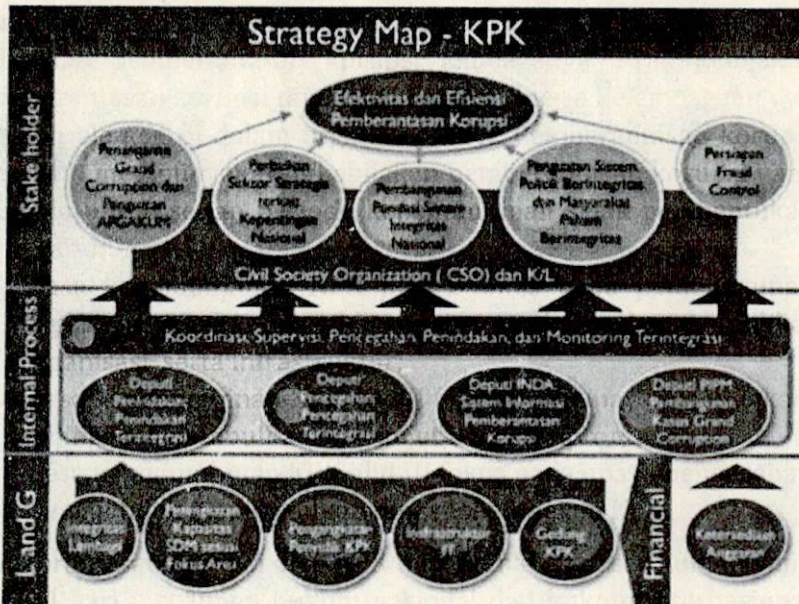 Strategy Map - KPK
Stake holder
Efektivitas dan Efisiensi
Pemberantasan Korupsi
Penanganan
Grand
Corruption dan
Penguatan
APGAKUM
Perbaikan
Sektor Strategis
terkait
Kepentingan
Nasional
Pembangunan
Pondasi Sistem
Integritas
Nasional
Penguatan Sistem
Politik Berintegritas
dan Masyarakat
Paham
Berintegritas
Persiapan
Fraud
Control
Civil Society Organization ( CSO) dan K/L
Internal Process
Koordinasi, Supervisi, Pencegahan, Penindakan, dan Monitoring Terintegrasi
Deputi
Penindakan:
Penindakan
Terintegrasi
Deputi
Pencegahan:
Pencegahan
Terintegrasi
Deputi INDA:
Sistem Informasi
Pemberantasan
Korupsi
Deputi PIPM
Kasus Grand
Corruption
L and G
Integritas
Lembaga
Peningkatan
Kapasitas
SDM sesuai
Fokus Area
Pengangkatan
Penyidik KPK
Infrastruktur
IT
Gedung
KPK
Financial
Ketersediaan
Anggaran